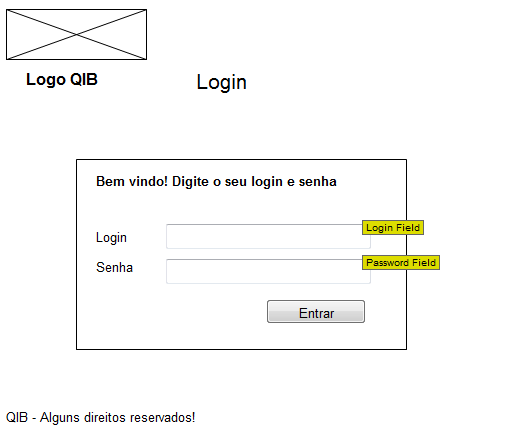 Logo QIB
Login
Bem vindo! Digite o seu login e senha
Login
Login Field
Senha
Password Field
Entrar
QIB - Alguns direitos reservados!